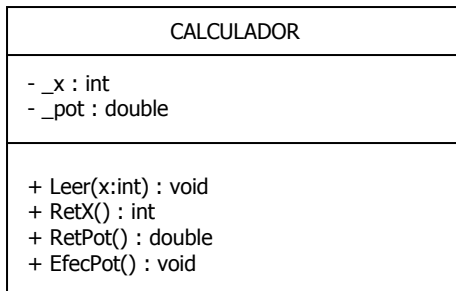 CALCULADOR
- _x : int
- _pot : double
+ Leer(x:int) : void
+ RetX() : int
+ RetPot() : double
+ EfecPot() : void